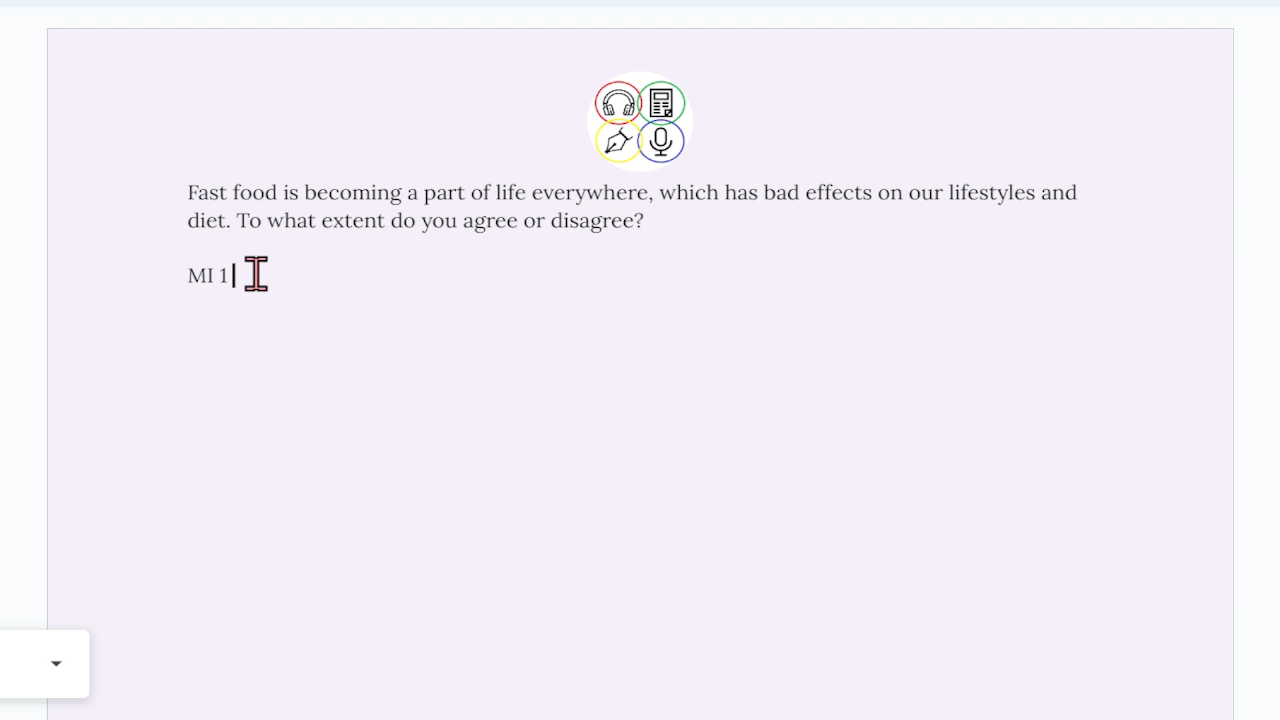 Fast food is becoming a part of life everywhere, which has bad effects on our lifestyles and
diet. To what extent do you agree or disagree?
MI 1